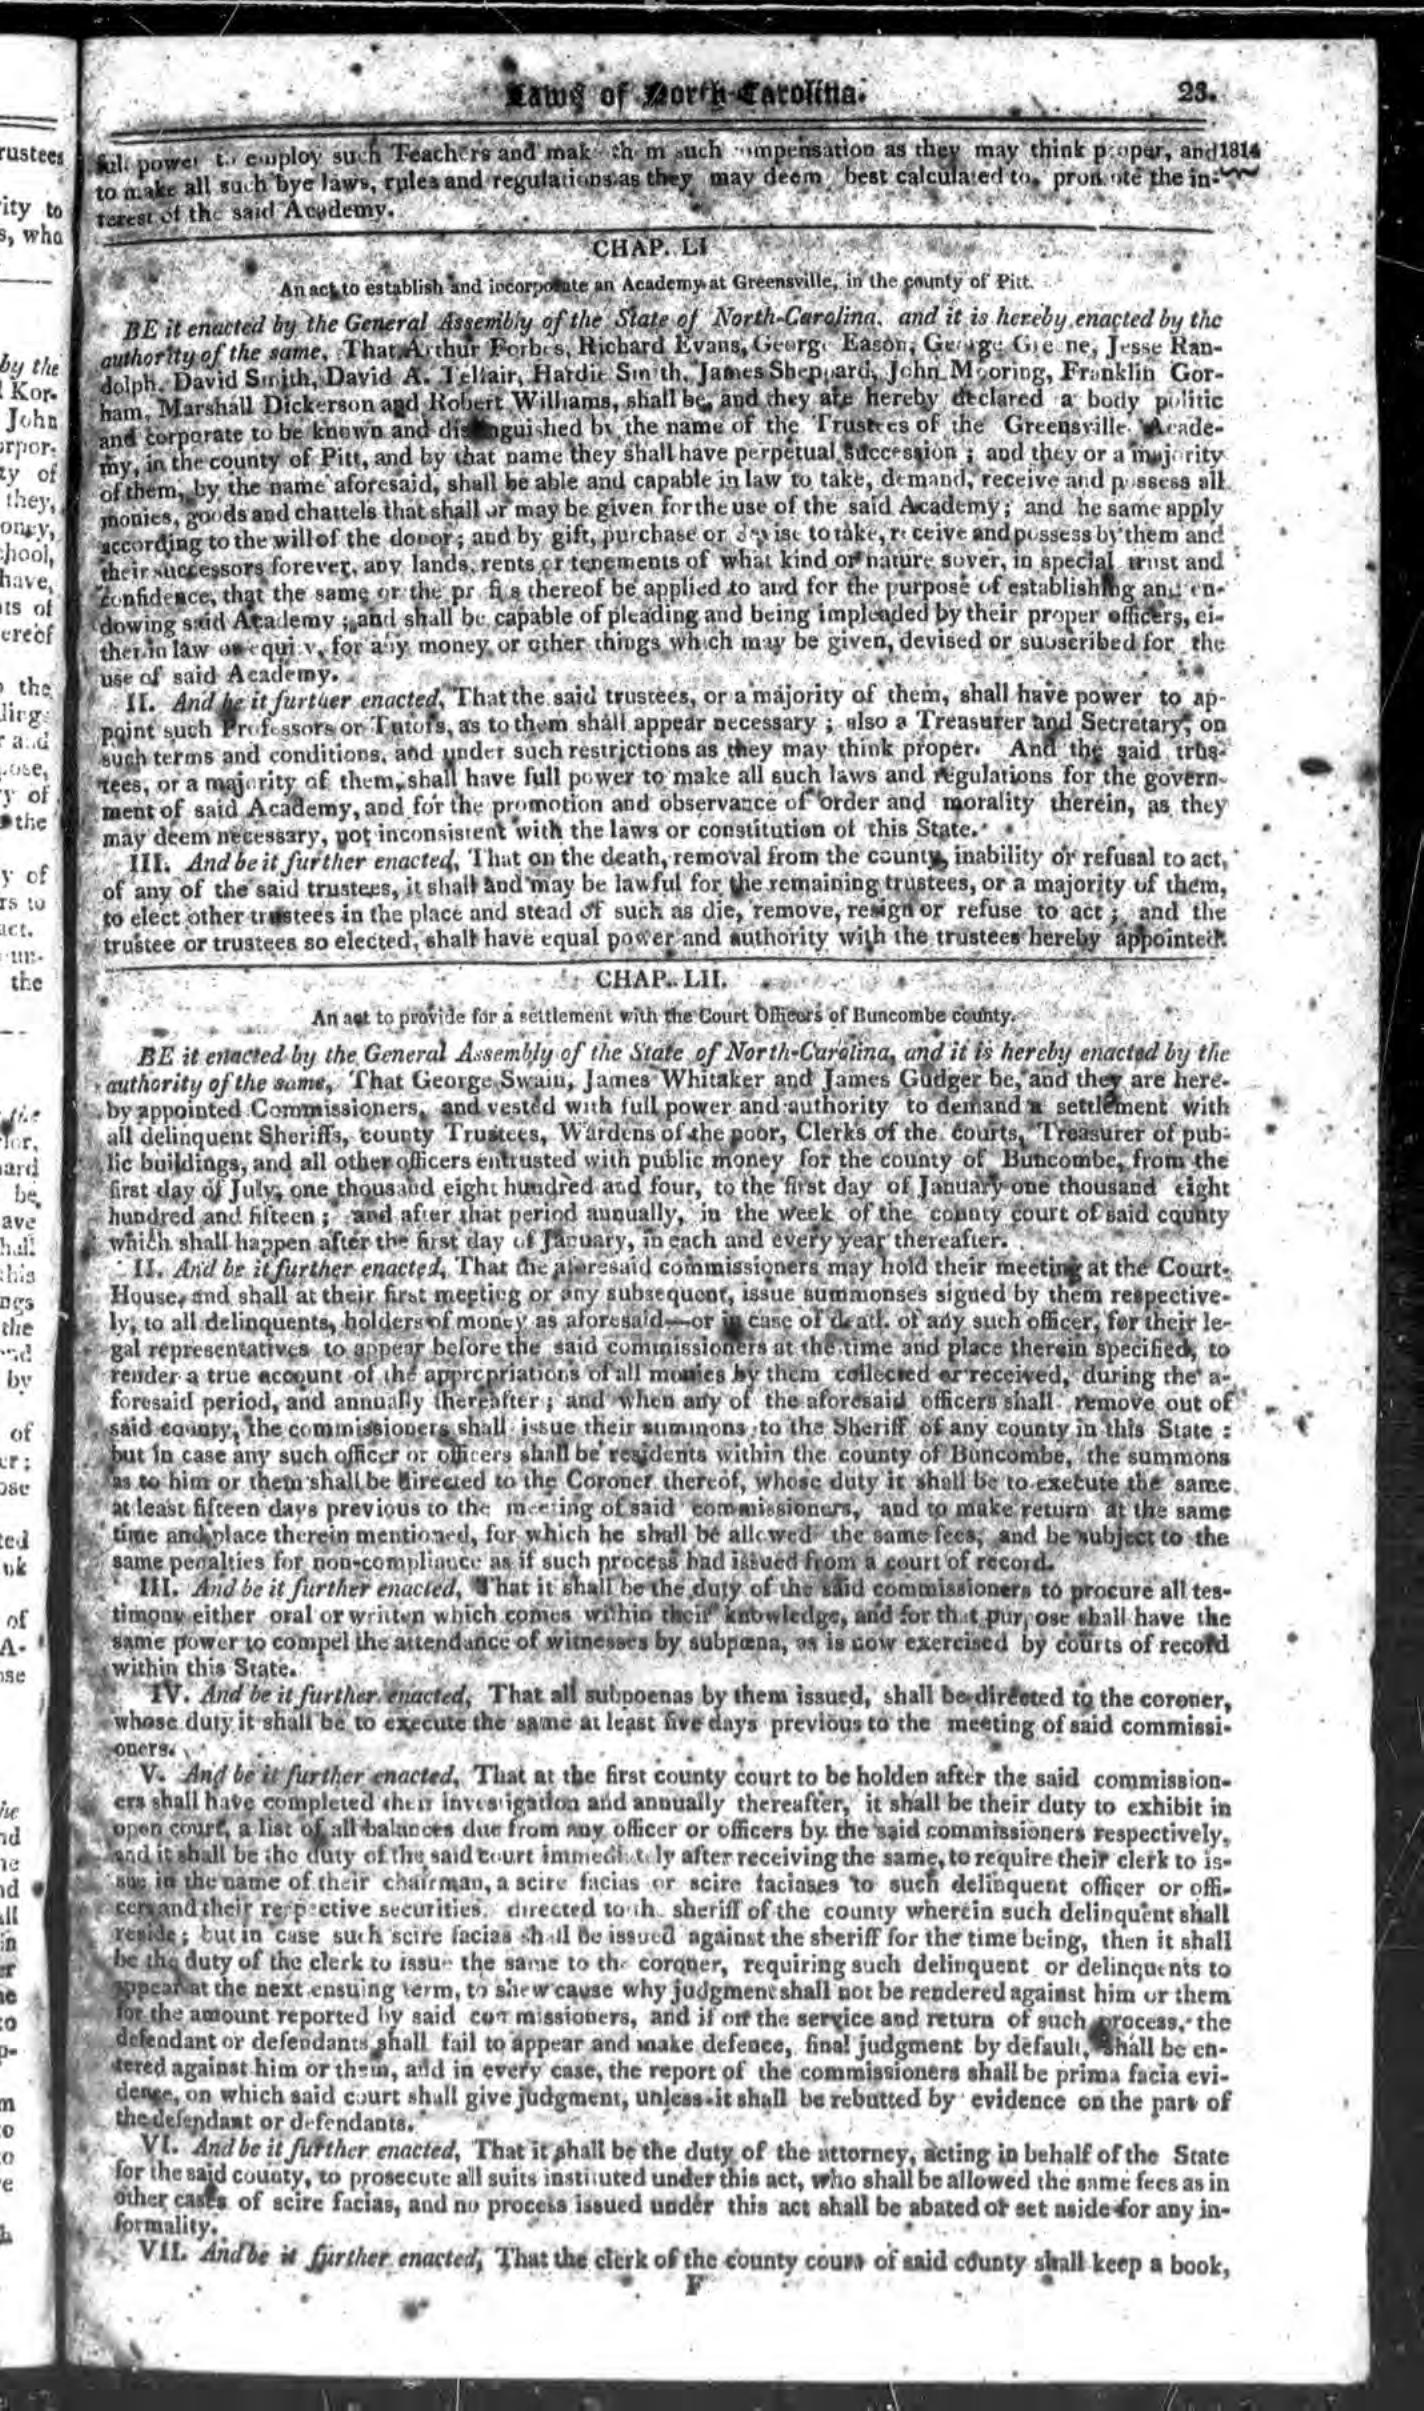 Laws of North-Carolina. 23.
full power to employ such Teachers and make them such compensation as they may think proper, and 1814
to make all such bye laws, rules and regulations as they may deem best calculated to promote the in-
terest of the said Academy.
CHAP. LI
An act to establish and incorporate an Academy at Greensville, in the county of Pitt.
BE it enacted by the General Assembly of the State of North-Carolina, and it is hereby enacted by the
authority of the same, That Arthur Forbes, Richard Evans, George Eason, George Greene, Jesse Ran-
dolph, David Smith, David A. Telfair, Hardie Smith, James Sheppard, John Mooring, Franklin Gor-
ham, Marshall Dickerson and Robert Williams, shall be, and they are hereby declared a body politic
and corporate to be known and distinguished by the name of the Trustees of the Greensville Acade-
my, in the county of Pitt, and by that name they shall have perpetual succession ; and they or a majority
of them, by the name aforesaid, shall be able and capable in law to take, demand, receive and possess all
monies, goods and chattels that shall or may be given for the use of the said Academy ; and he same apply
according to the will of the donor ; and by gift, purchase or devise to take, receive and possess by them and
their successors forever, any lands, rents or tenements of what kind or nature sover, in special trust and
confidence, that the same or the profits thereof be applied to and for the purpose of establishing and en-
dowing said Academy ; and shall be capable of pleading and being impleaded by their proper officers, ei-
ther in law or equity, for any money or other things which may be given, devised or subscribed for the
use of said Academy.
II. And be it further enacted, That the said trustees, or a majority of them, shall have power to ap-
point such Professors or Tutors, as to them shall appear necessary ; also a Treasurer and Secretary, on
such terms and conditions, and under such restrictions as they may think proper. And the said trus-
tees, or a majority of them, shall have full power to make all such laws and regulations for the govern-
ment of said Academy, and for the promotion and observance of order and morality therein, as they
may deem necessary, not inconsistent with the laws or constitution of this State.
III. And be it further enacted, That on the death, removal from the county, inability or refusal to act,
of any of the said trustees, it shall and may be lawful for the remaining trustees, or a majority of them,
to elect other trustees in the place and stead of such as die, remove, resign or refuse to act ; and the
trustee or trustees so elected, shall have equal power and authority with the trustees hereby appointed.
CHAP. LII.
An act to provide for a settlement with the Court Officers of Buncombe county.
BE it enacted by the General Assembly of the State of North-Carolina, and it is hereby enacted by the
authority of the same, That George Swain, James Whitaker and James Gudger be, and they are here-
by appointed Commissioners, and vested with full power and authority to demand a settlement with
all delinquent Sheriffs, county Trustees, Wardens of the poor, Clerks of the courts, Treasurer of pub-
lic buildings, and all other officers entrusted with public money for the county of Buncombe, from the
first day of July, one thousand eight hundred and four, to the first day of January one thousand eight
hundred and fifteen ; and after that period annually, in the week of the county court of said county
which shall happen after the first day of January, in each and every year thereafter.
II. And be it further enacted, That the aforesaid commissioners may hold their meeting at the Court-
House, and shall at their first meeting or any subsequent, issue summonses signed by them respective-
ly, to all delinquents, holders of money as aforesaid—or in case of death of any such officer, for their le-
gal representatives to appear before the said commissioners at the time and place therein specified, to
render a true account of the appropriations of all monies by them collected or received, during the a-
foresaid period, and annually thereafter ; and when any of the aforesaid officers shall remove out of
said county, the commissioners shall issue their summons to the Sheriff of any county in this State :
but in case any such officer or officers shall be residents within the county of Buncombe, the summons
as to him or them shall be directed to the Coroner thereof, whose duty it shall be to execute the same
at least fifteen days previous to the meeting of said commissioners, and to make return at the same
time and place therein mentioned, for which he shall be allowed the same fees, and be subject to the
same penalties for non-compliance as if such process had issued from a court of record.
III. And be it further enacted, That it shall be the duty of the said commissioners to procure all tes-
timony either oral or written which comes within their knowledge, and for that purpose shall have the
same power to compel the attendance of witnesses by subpœna, as is now exercised by courts of record
within this State.
IV. And be it further enacted, That all subpoenas by them issued, shall be directed to the coroner,
whose duty it shall be to execute the same at least five days previous to the meeting of said commissi-
oners.
V. And be it further enacted, That at the first county court to be holden after the said commission-
ers shall have completed their investigation and annually thereafter, it shall be their duty to exhibit in
open court, a list of all balances due from any officer or officers by the said commissioners respectively,
and it shall be the duty of the said court immediately after receiving the same, to require their clerk to is-
sue in the name of their chairman, a scire facias or scire faciases to such delinquent officer or offi-
cers and their respective securities, directed to the sheriff of the county wherein such delinquent shall
reside ; but in case such scire facias shall be issued against the sheriff for the time being, then it shall
be the duty of the clerk to issue the same to the coroner, requiring such delinquent or delinquents to
appear at the next ensuing term, to shew cause why judgment shall not be rendered against him or them
for the amount reported by said commissioners, and if on the service and return of such process, the
defendant or defendants shall fail to appear and make defence, final judgment by default, shall be en-
tered against him or them, and in every case, the report of the commissioners shall be prima facia evi-
dence, on which said court shall give judgment, unless it shall be rebutted by evidence on the part of
the defendant or defendants.
VI. And be it further enacted, That it shall be the duty of the attorney, acting in behalf of the State
for the said county, to prosecute all suits instituted under this act, who shall be allowed the same fees as in
other cases of scire facias, and no process issued under this act shall be abated or set aside for any in-
formality.
VII. And be it further enacted, That the clerk of the county court of said county shall keep a book,
F